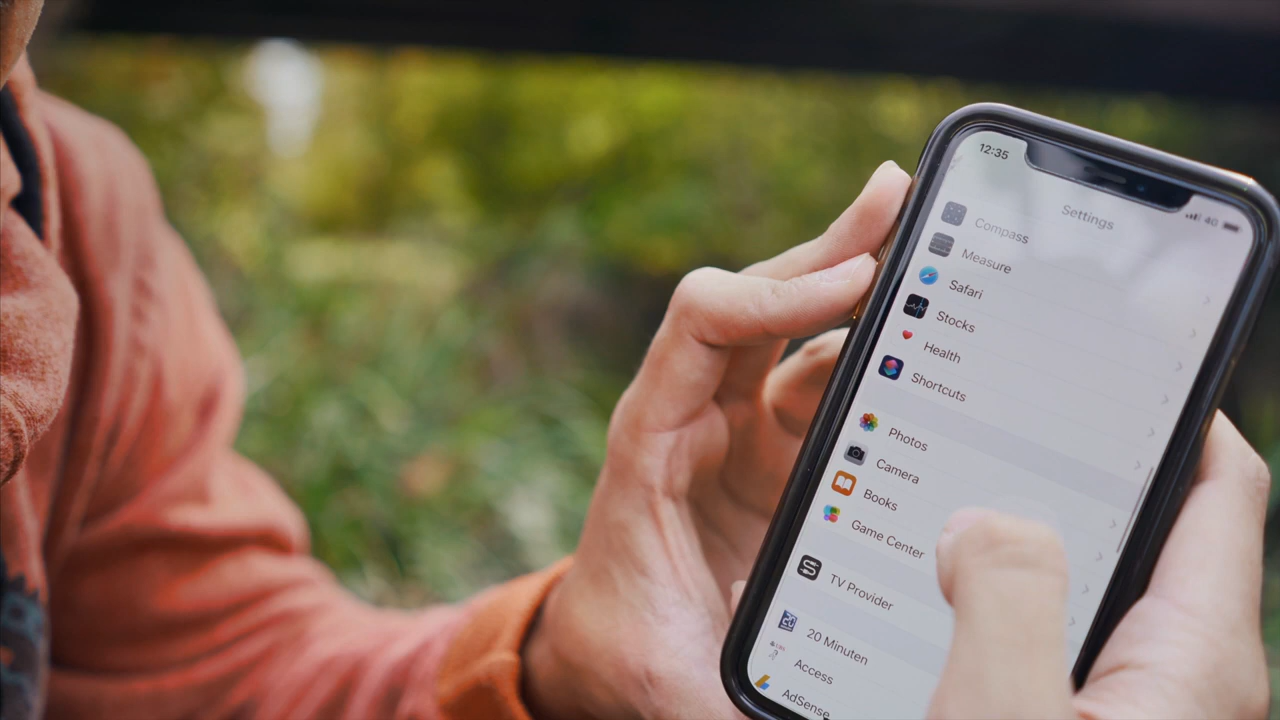 12:35
4G
Settings
Compass
Measure
Safari
Stocks
Health
Shortcuts
Photos
Camera
Books
Game Center
TV Provider
20 Minuten
Access
AdSense